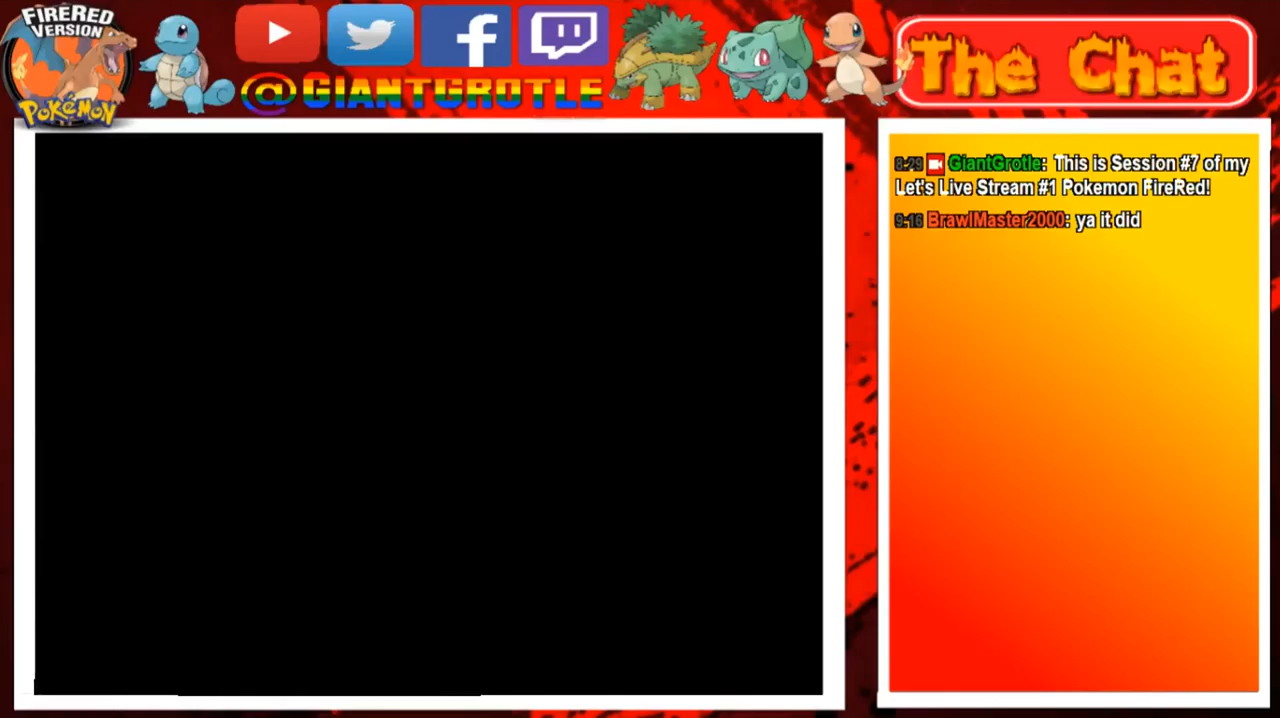 FIRERED
VERSION
POKéMON
@GIANTGROTLE
The Chat
8:29 GiantGrotle: This is Session #7 of my
Let's Live Stream #1 Pokemon FireRed!
9:16 BrawlMaster2000: ya it did